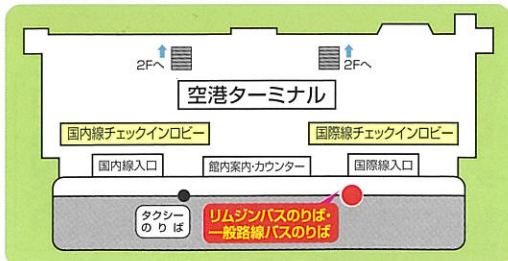 2Fへ
2Fへ
空港ターミナル
国内線チェックインロビー
国際線チェックインロビー
国内線入口
館内案内・カウンター
国際線入口
タクシー
のりば
リムジンバスのりば・
一般路線バスのりば